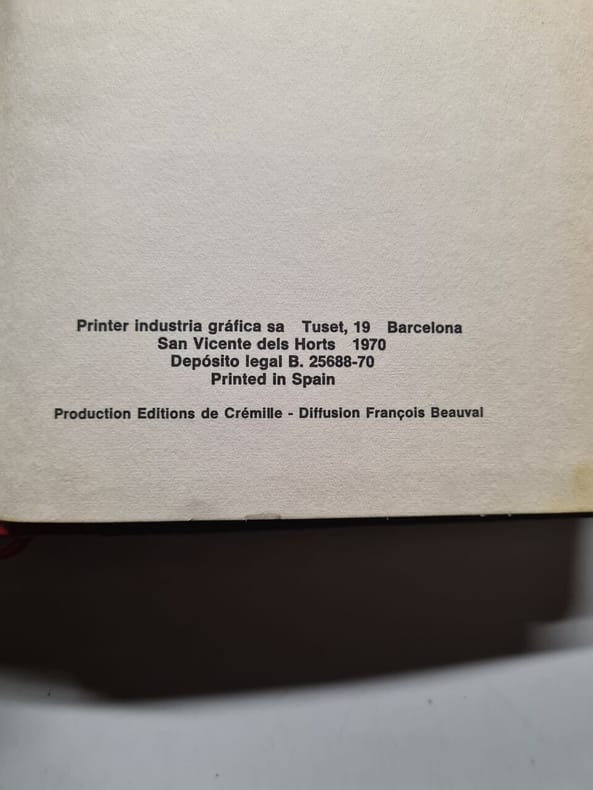 Printer industria gráfica sa Tuset, 19 Barcelona
San Vicente dels Horts 1970
Depósito legal B. 25688-70
Printed in Spain
Production Editions de Crémille - Diffusion François Beauval